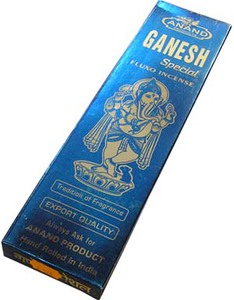 ANAND
GANESH
Special
FLUXO INCENSE
Tradition of Fragrance
EXPORT QUALITY
Always Ask for
ANAND PRODUCT
Hand Rolled in India